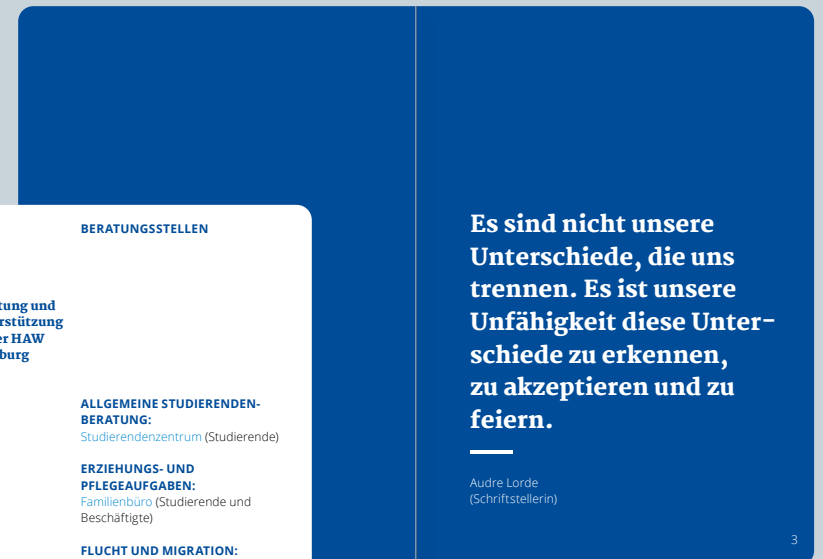 BERATUNGSSTELLEN
tung und
rstützung
er HAW
burg
ALLGEMEINE STUDIERENDEN-
BERATUNG:
Studierendenzentrum (Studierende)
ERZIEHUNGS- UND
PFLEGEAUFGABEN:
Familienbüro (Studierende und
Beschäftigte)
FLUCHT UND MIGRATION:
Es sind nicht unsere
Unterschiede, die uns
trennen. Es ist unsere
Unfähigkeit diese Unter-
schiede zu erkennen,
zu akzeptieren und zu
feiern.
Audre Lorde
(Schriftstellerin)
3